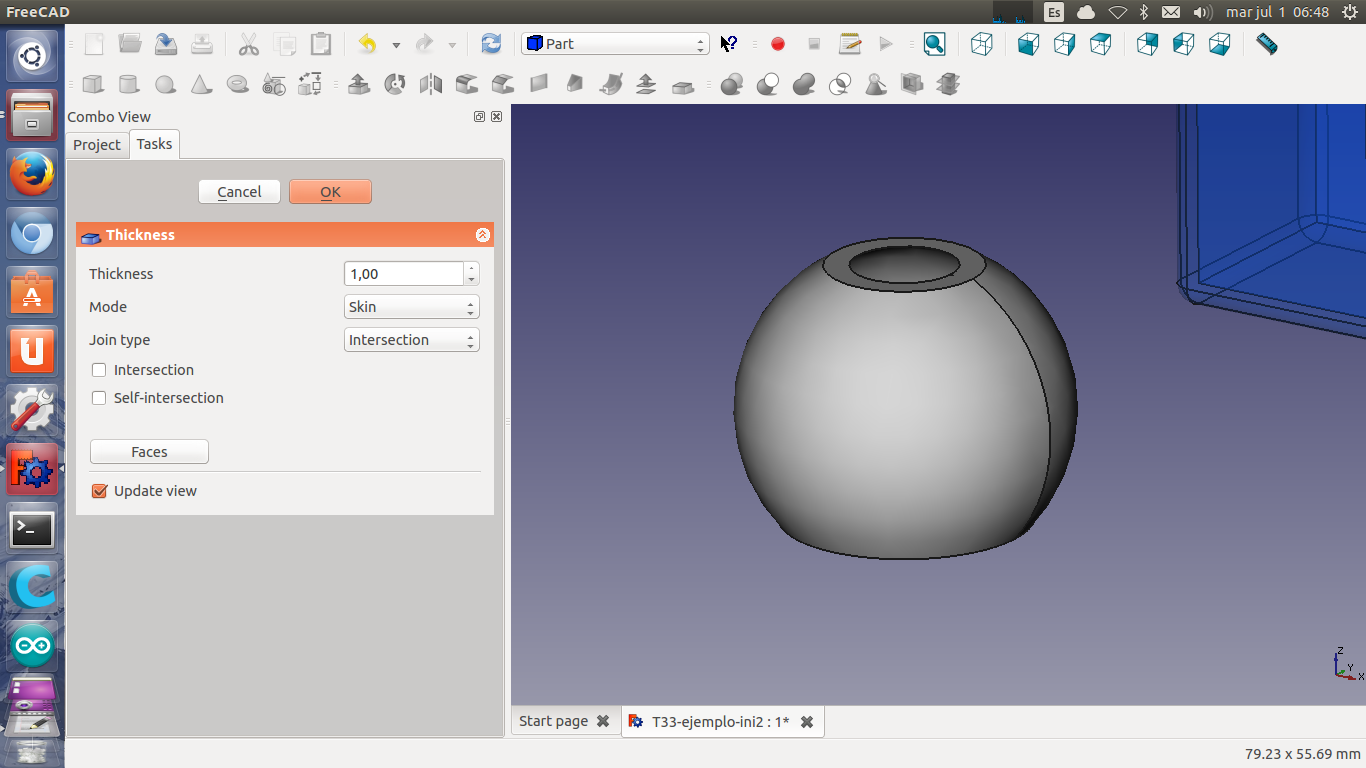 FreeCAD
Es
mar jul 1 06:48
Part
Combo View
Project
Tasks
Cancel
OK
Thickness
Thickness
1,00
Mode
Skin
Join type
Intersection
Intersection
Self-intersection
Faces
Update view
Z
Y
X
Start page
T33-ejemplo-ini2 : 1*
79.23 x 55.69 mm